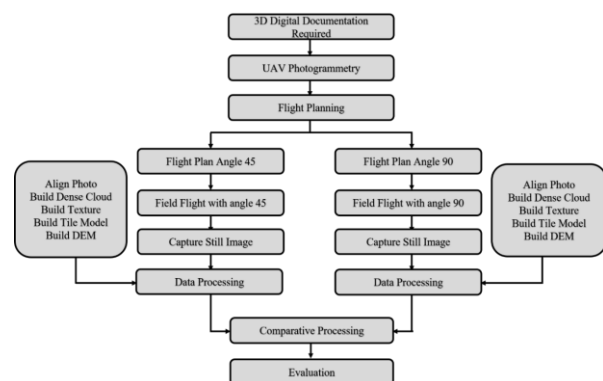 3D Digital Documentation
Required
UAV Photogrammetry
Flight Planning
Flight Plan Angle 45
Flight Plan Angle 90
Align Photo
Build Dense Cloud
Build Texture
Build Tile Model
Build DEM
Field Flight with angle 45
Field Flight with angle 90
Align Photo
Build Dense Cloud
Build Texture
Build Tile Model
Build DEM
Capture Still Image
Capture Still Image
Data Processing
Data Processing
Comparative Processing
Evaluation